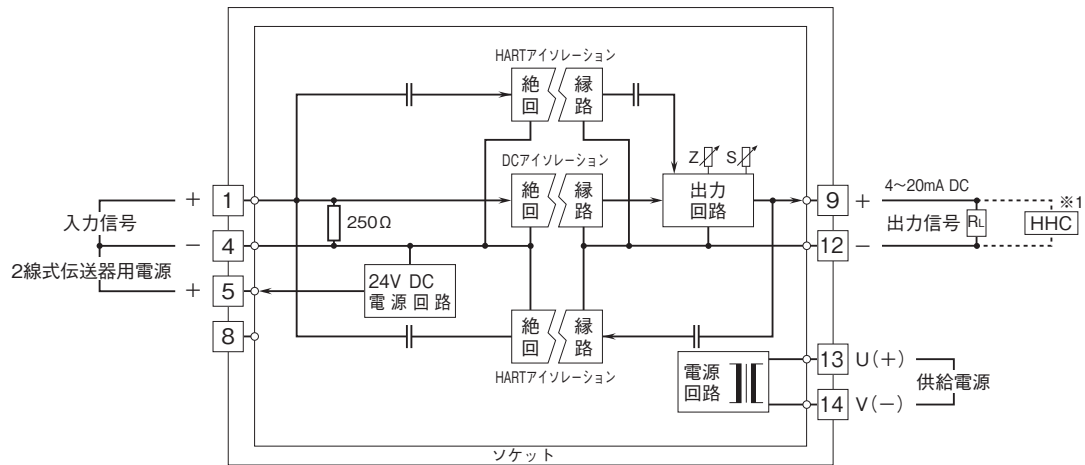 HARTアイソレーション
絶 縁
回 路
Z S
DCアイソレーション
絶 縁
回 路
出力
回路
4~20mA DC
※1
入力信号
+ 1
250Ω
9 +
出力信号
RL
HHC
− 4
12 −
2線式伝送器用電源
24V DC
電源回路
+ 5
8
絶 縁
回 路
HARTアイソレーション
電源
回路
13 U(+)
供給電源
14 V(−)
ソケット